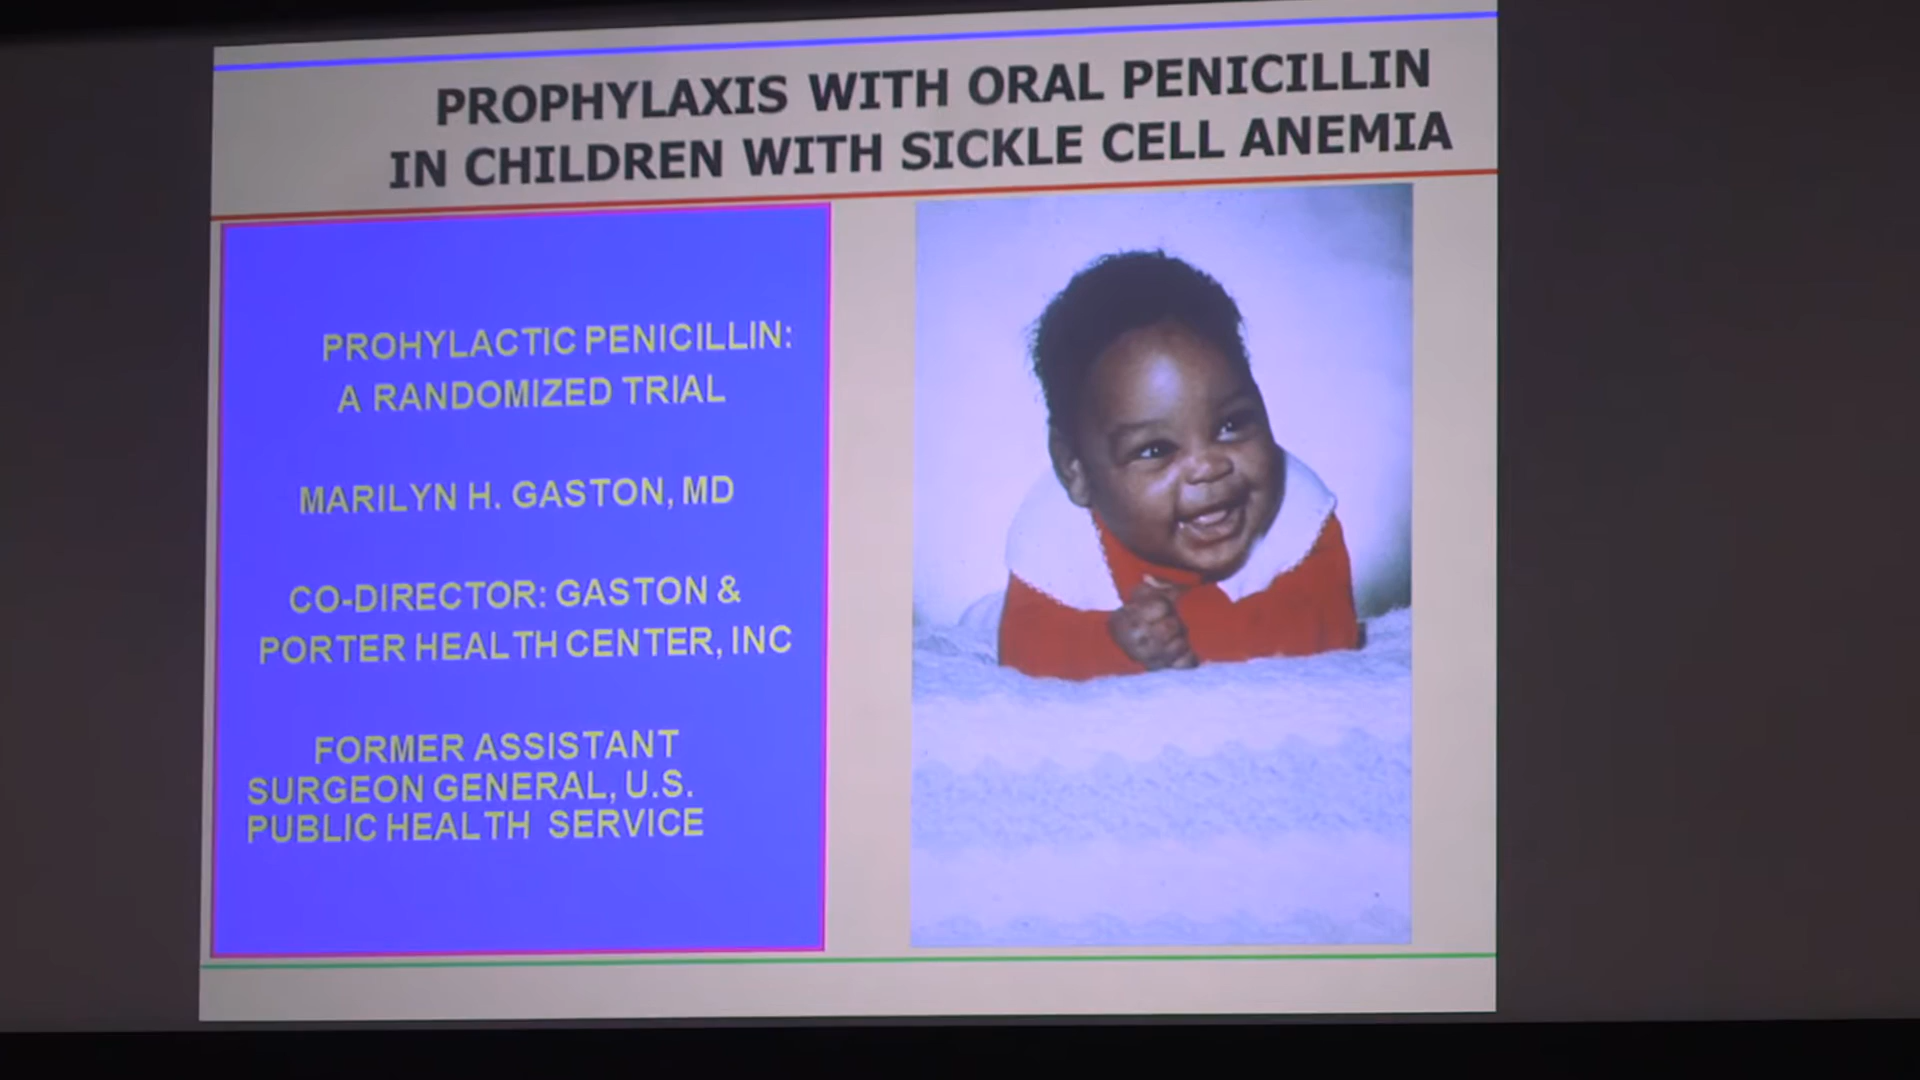 PROPHYLAXIS WITH ORAL PENICILLIN
IN CHILDREN WITH SICKLE CELL ANEMIA
PROHYLACTIC PENICILLIN:
A RANDOMIZED TRIAL
MARILYN H. GASTON, MD
CO-DIRECTOR: GASTON &
PORTER HEALTH CENTER, INC
FORMER ASSISTANT
SURGEON GENERAL, U.S.
PUBLIC HEALTH SERVICE